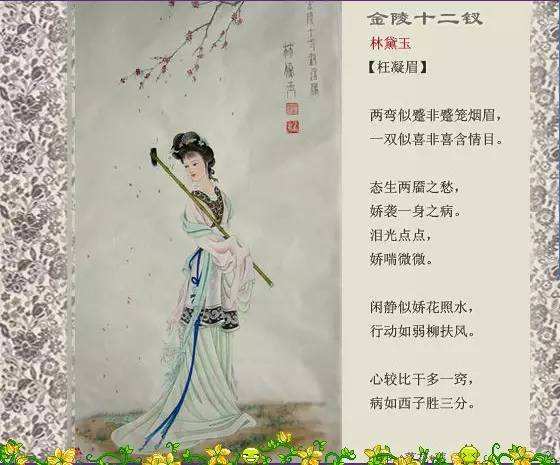 金陵十二钗
林黛玉
【枉凝眉】
两弯似蹙非蹙笼烟眉，
一双似喜非喜含情目。
态生两靥之愁，
娇袭一身之病。
泪光点点，
娇喘微微。
闲静似娇花照水，
行动如弱柳扶风。
心较比干多一窍，
病如西子胜三分。
林黛玉